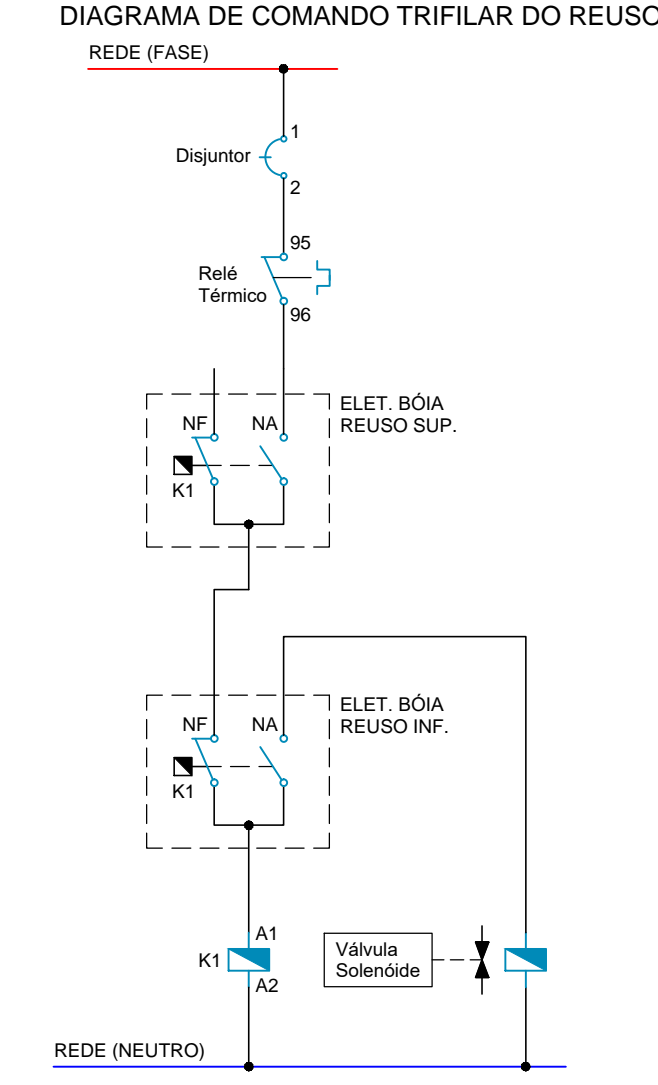 DIAGRAMA DE COMANDO TRIFILAR DO REUSO
REDE (FASE)
1
Disjuntor
2
95
Relé
Térmico
96
ELET. BÓIA
REUSO SUP.
NF
NA
K1
ELET. BÓIA
REUSO INF.
NF
NA
K1
A1
K1
A2
Válvula
Solenóide
REDE (NEUTRO)